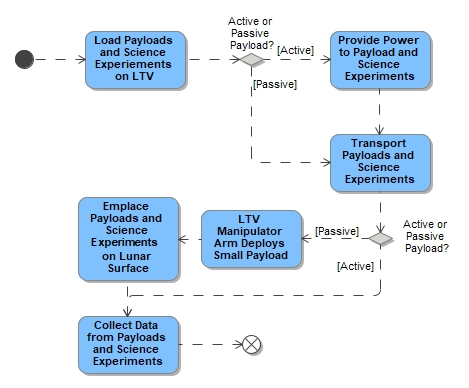 Load Payloads
and Science
Experiements
on LTV
Active or
Passive
Payload?
[Active]
Provide Power
to Payload and
Science
Experiments
[Passive]
Transport
Payloads and
Science
Experiments
Active or
Passive
Payload?
[Passive]
[Active]
LTV
Manipulator
Arm Deploys
Small Payload
Emplace
Payloads and
Science
Experiments
on Lunar
Surface
Collect Data
from Payloads
and Science
Experiments